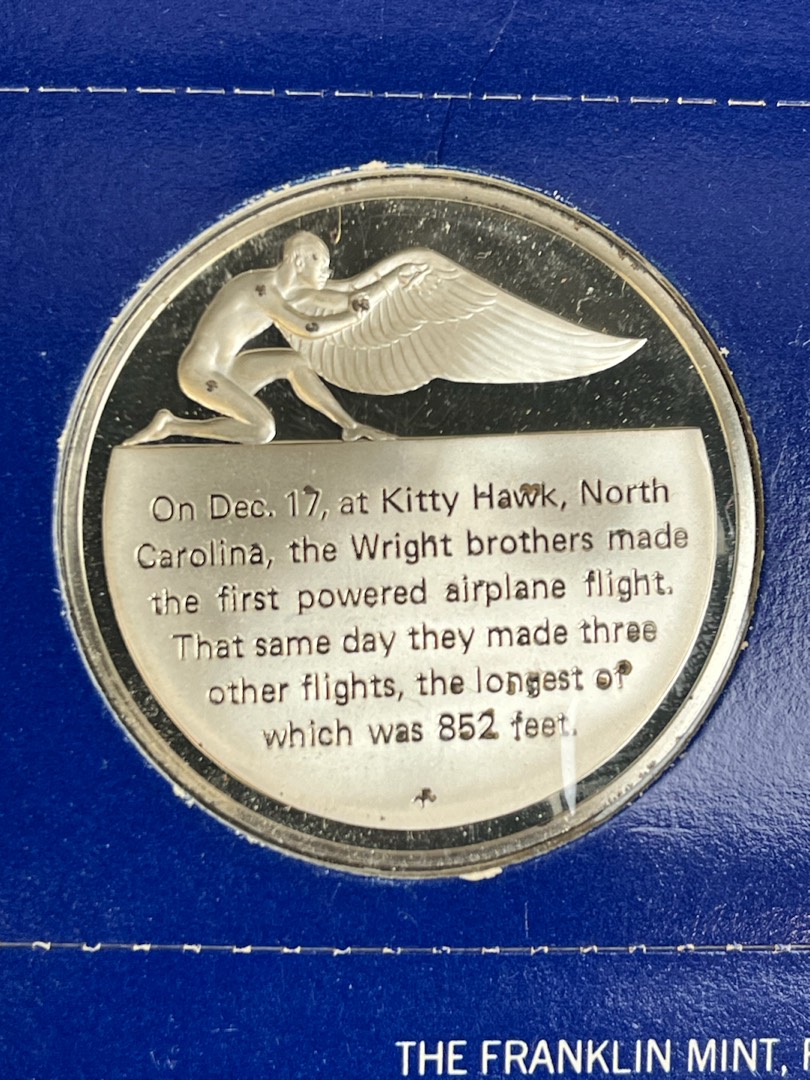 On Dec. 17, at Kitty Hawk, North
Carolina, the Wright brothers made
the first powered airplane flight.
That same day they made three
other flights, the longest of
which was 852 feet.
THE FRANKLIN MINT,